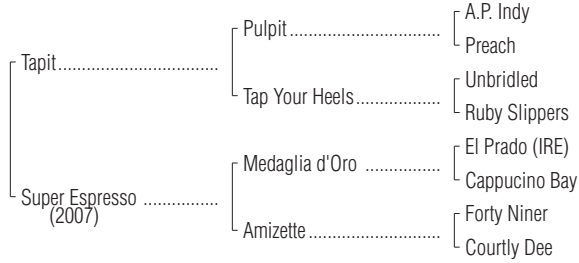 A.P. Indy
Pulpit
Preach
Tapit
Unbridled
Tap Your Heels
Ruby Slippers
El Prado (IRE)
Medaglia d'Oro
Cappucino Bay
Super Espresso
(2007)
Forty Niner
Amizette
Courtly Dee